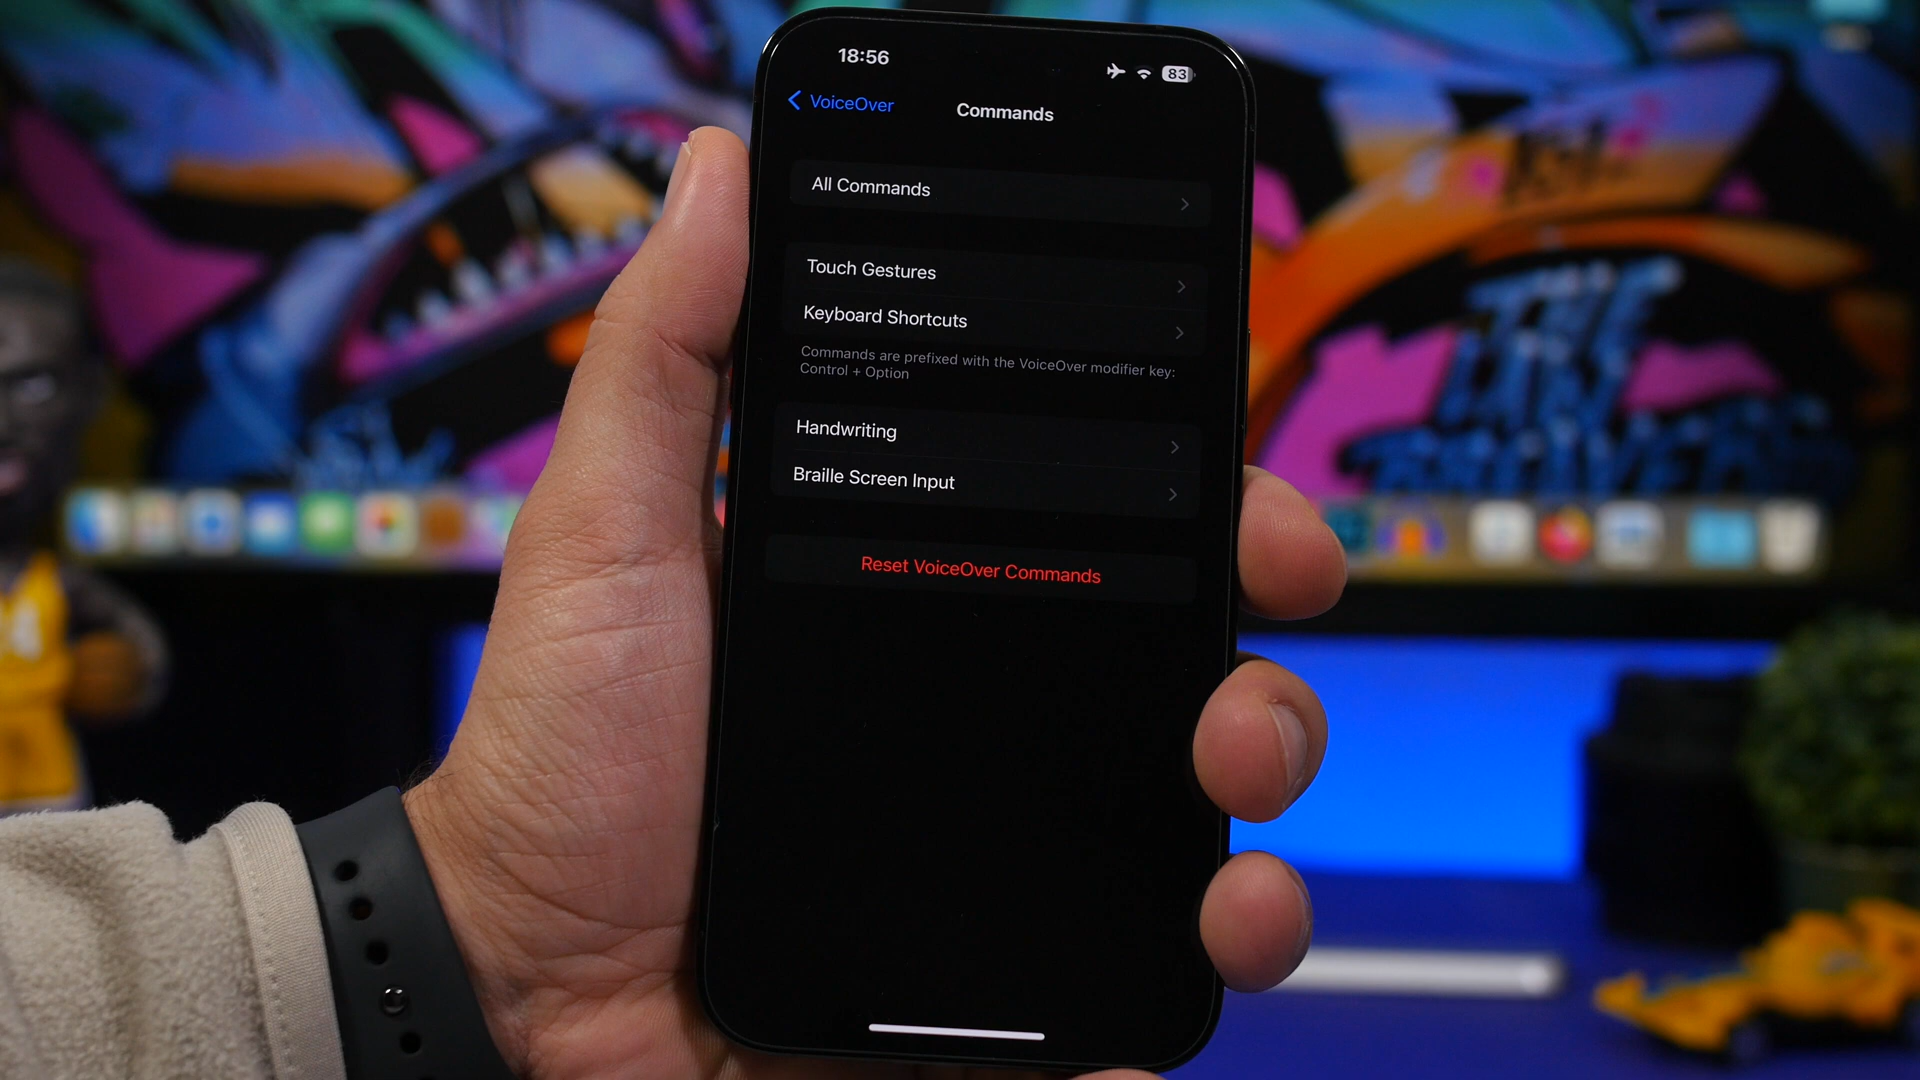 18:56
83
VoiceOver
Commands
All Commands
Touch Gestures
Keyboard Shortcuts
Commands are prefixed with the VoiceOver modifier key:
Control + Option
Handwriting
Braille Screen Input
Reset VoiceOver Commands
THE